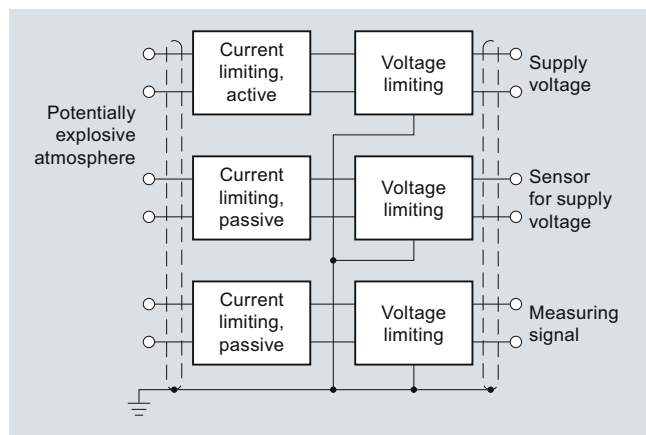 Current
limiting,
active
Voltage
limiting
Supply
voltage
Potentially
explosive
atmosphere
Current
limiting,
passive
Voltage
limiting
Sensor
for supply
voltage
Current
limiting,
passive
Voltage
limiting
Measuring
signal